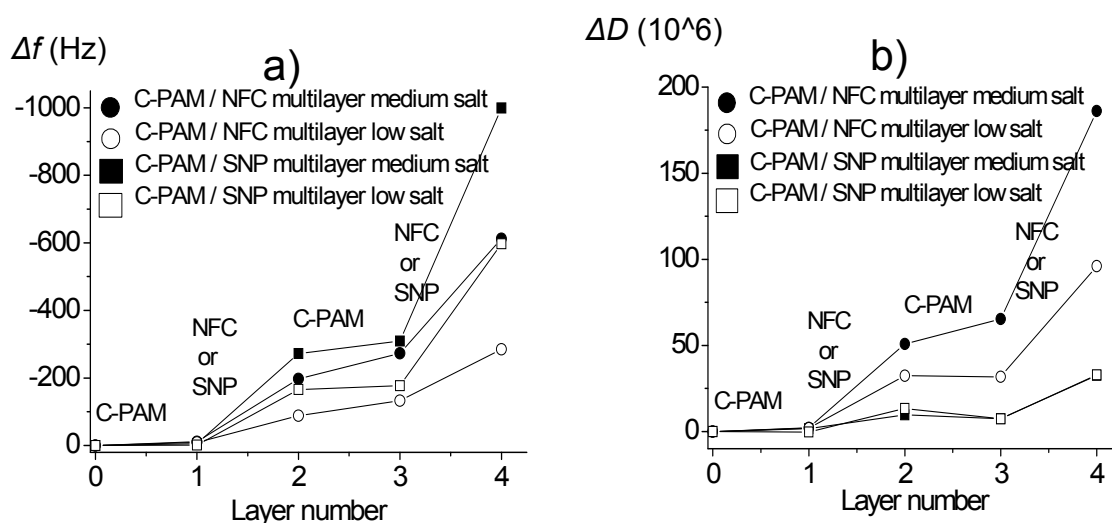 Δf (Hz)
a)
C-PAM / NFC multilayer medium salt
C-PAM / NFC multilayer low salt
C-PAM / SNP multilayer medium salt
C-PAM / SNP multilayer low salt
-1000
-800
-600
-400
-200
0
NFC
or
SNP
C-PAM
NFC
or
SNP
C-PAM
0 1 2 3 4
Layer number
ΔD (10^6)
b)
C-PAM / NFC multilayer medium salt
C-PAM / NFC multilayer low salt
C-PAM / SNP multilayer medium salt
C-PAM / SNP multilayer low salt
200
150
100
50
0
NFC
or
SNP
C-PAM
NFC
or
SNP
C-PAM
0 1 2 3 4
Layer number